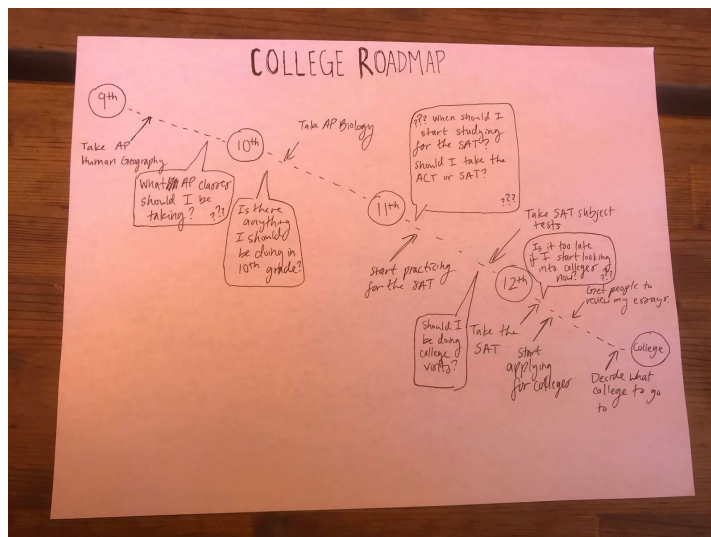 COLLEGE ROADMAP
9th
Take AP
Human Geography
10th
Take AP Biology
What AP classes
should I be
taking? ???
Is there
anything
I should
be doing in
10th grade?
??? When should I
start studying
for the SAT?
Should I take the
ACT or SAT?
???
11th
Start practicing
for the SAT
Take SAT subject
tests
Should I
be doing
college
visits?
12th
Is it too late
if I start looking
into colleges
now? ???
Take the
SAT
Start
applying
for colleges
Get people to
review my essays.
Decide what
college to go
to
College